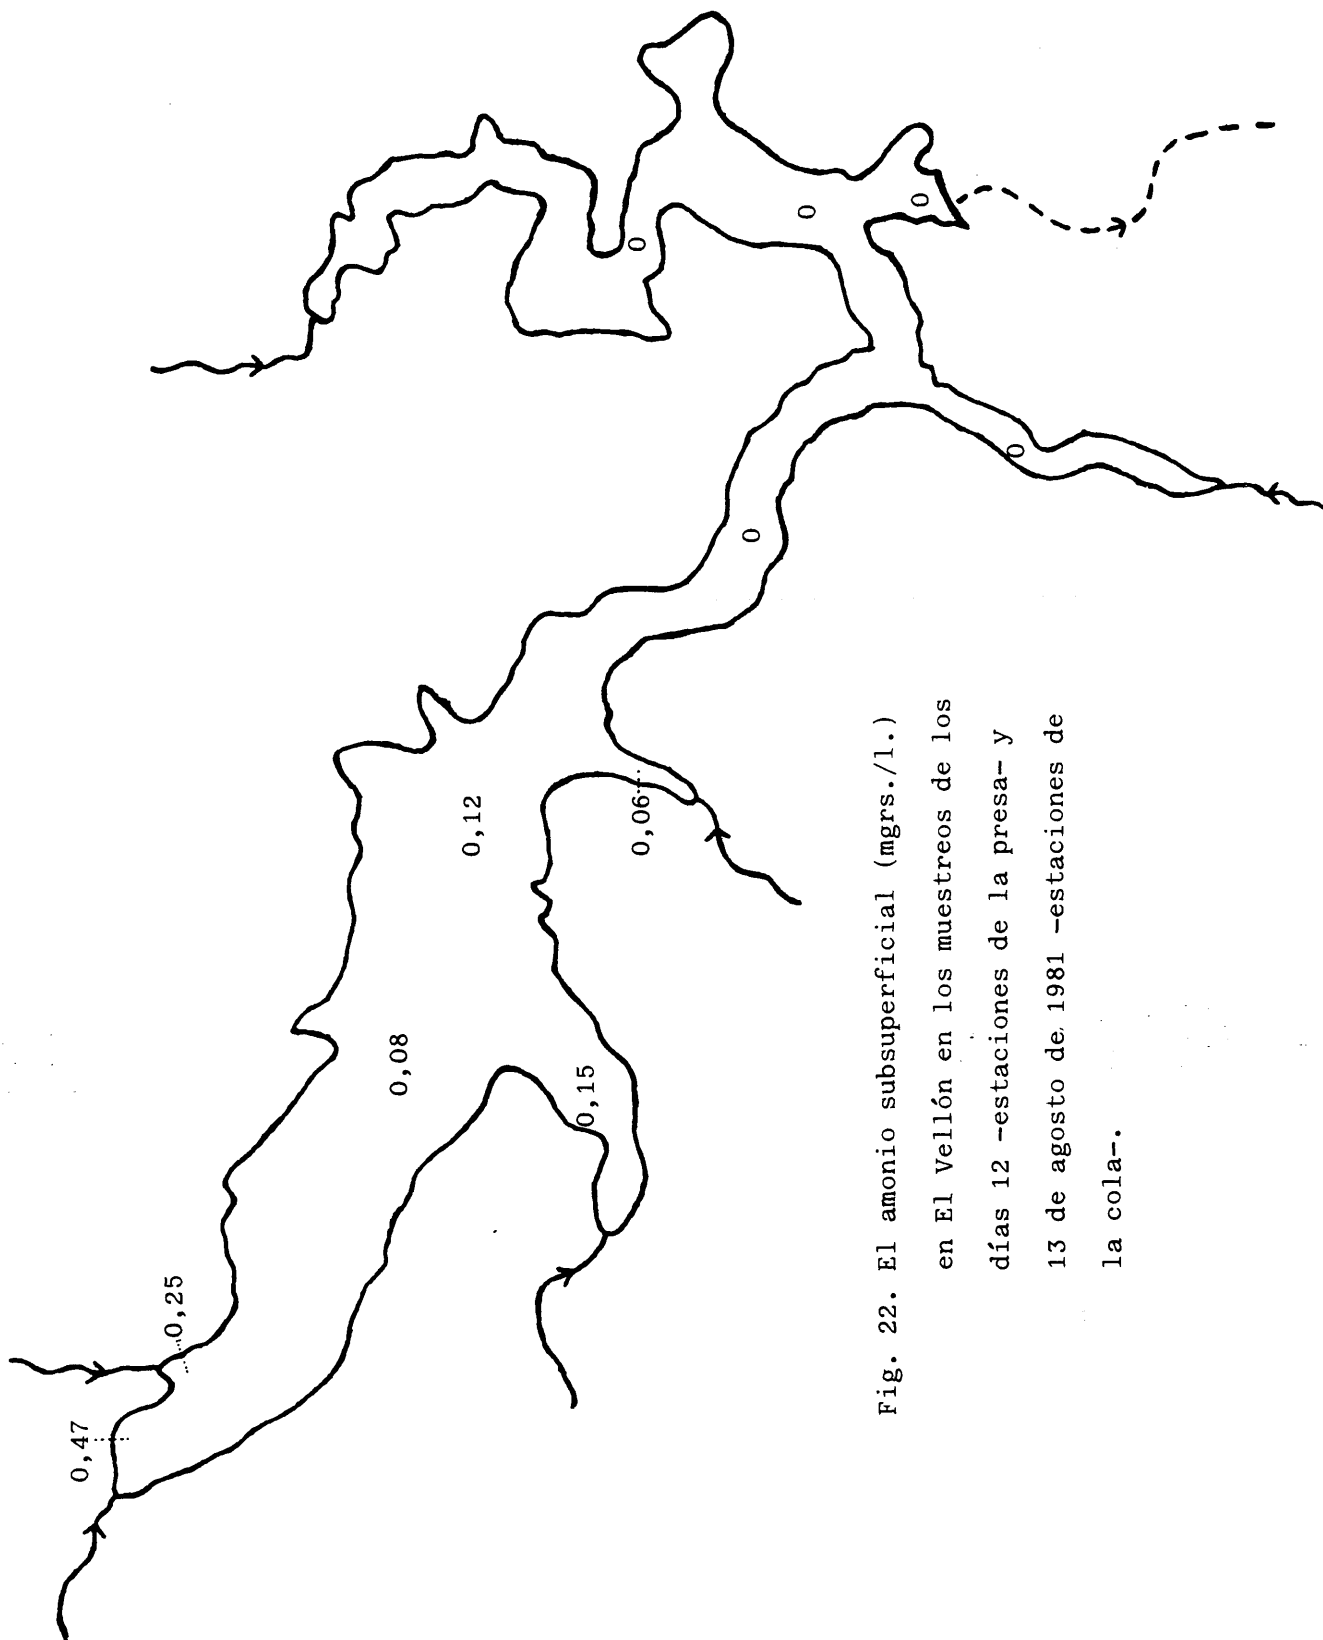 0,47
0,25
0,08
0,15
0,12
0,06
0
0
0
0
0
Fig. 22. El amonio subsuperficial (mgrs./l.)
en El Vellón en los muestreos de los
días 12 -estaciones de la presa- y
13 de agosto de 1981 -estaciones de
la cola-.